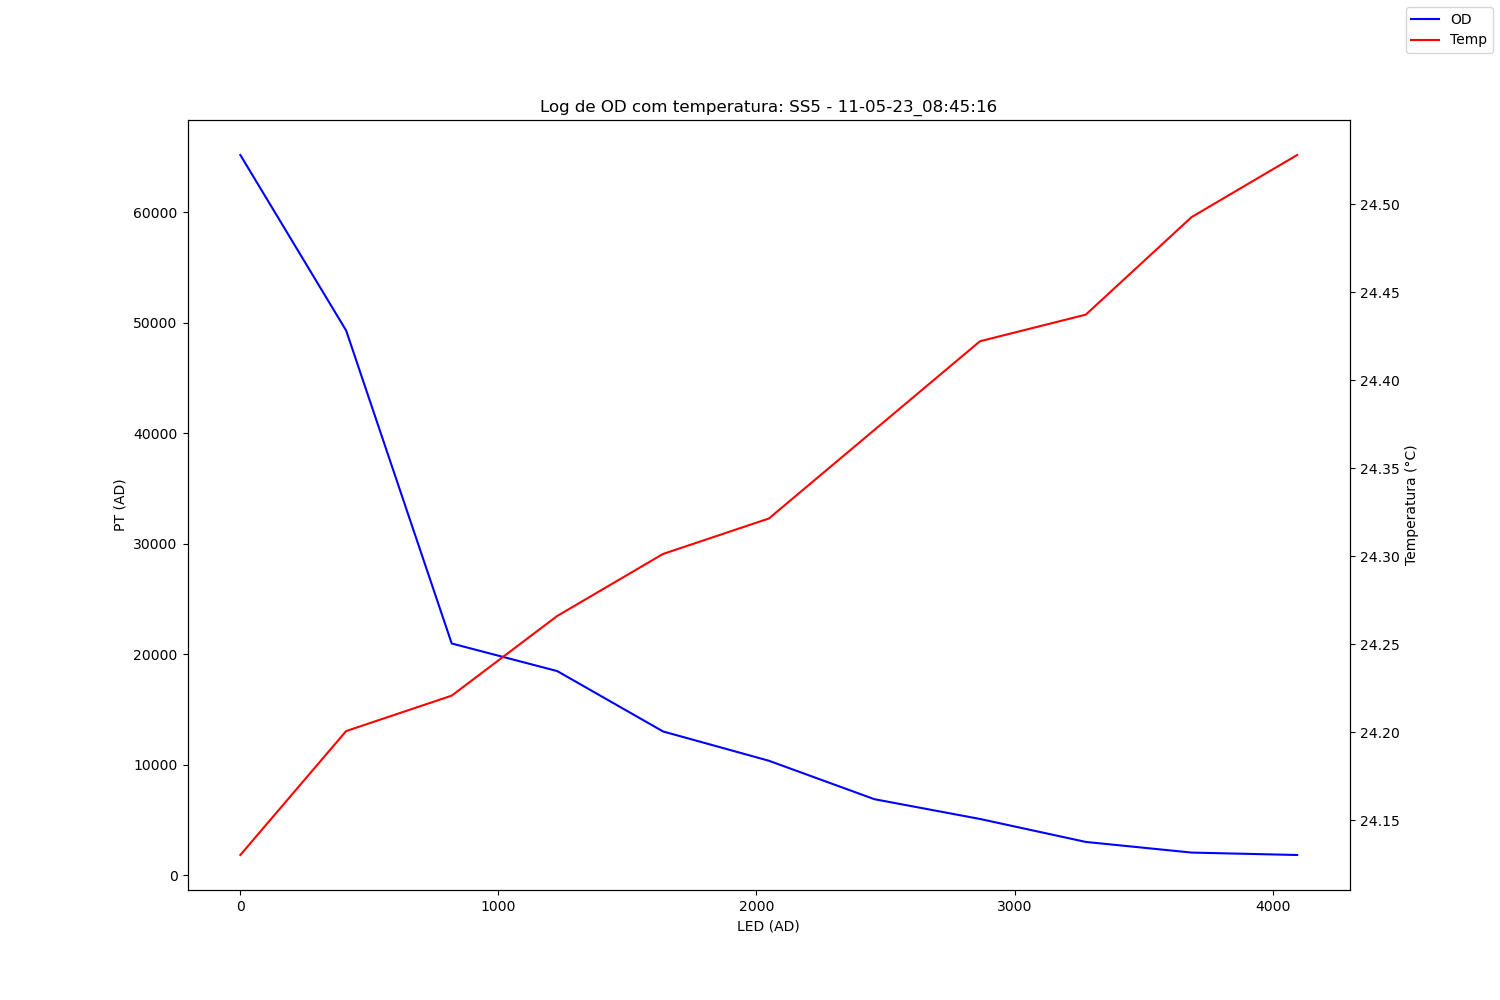 OD
Temp
Log de OD com temperatura: SS5 - 11-05-23_08:45:16
60000
50000
40000
30000
20000
10000
0
PT (AD)
24.50
24.45
24.40
24.35
24.30
24.25
24.20
24.15
Temperatura (°C)
0 1000 2000 3000 4000
LED (AD)